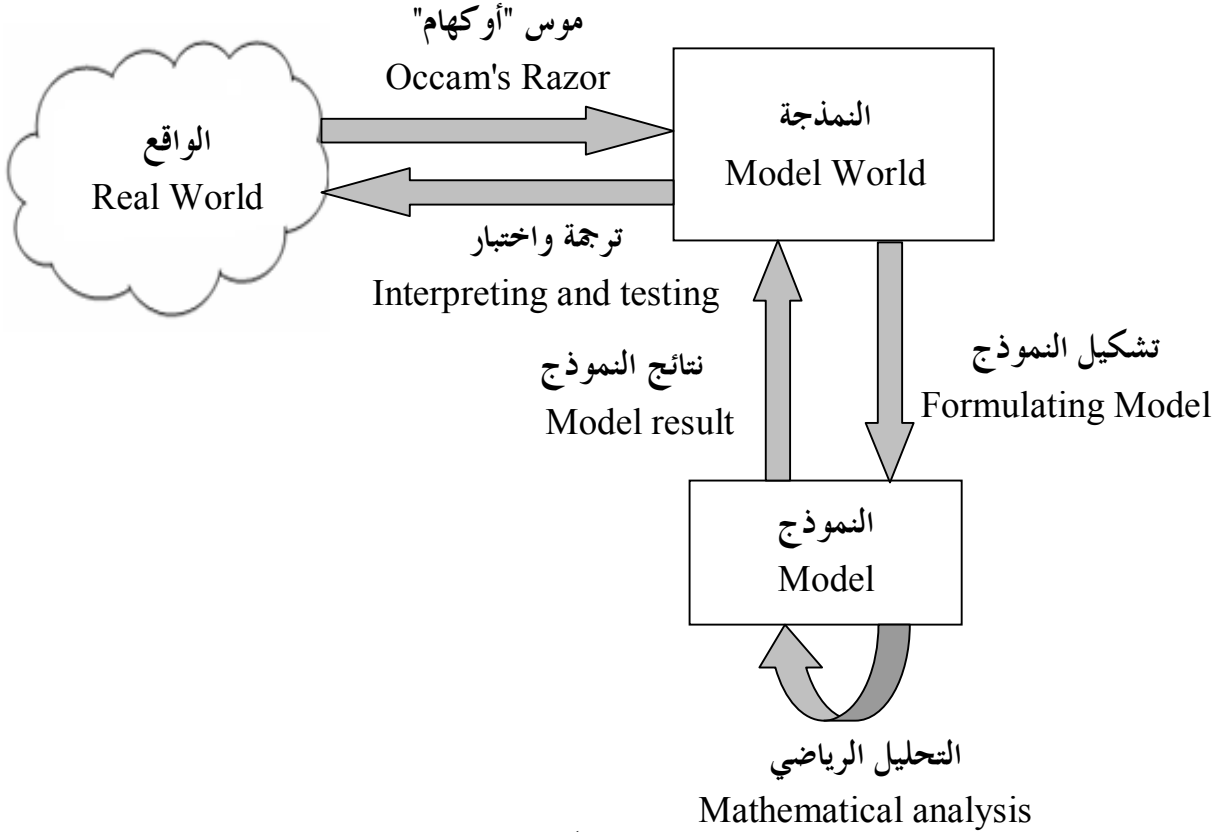 موس "أوكهام"
Occam's Razor
الواقع
Real World
النمذجة
Model World
ترجمة واختبار
Interpreting and testing
نتائج النموذج
Model result
تشكيل النموذج
Formulating Model
النموذج
Model
التحليل الرياضي
Mathematical analysis